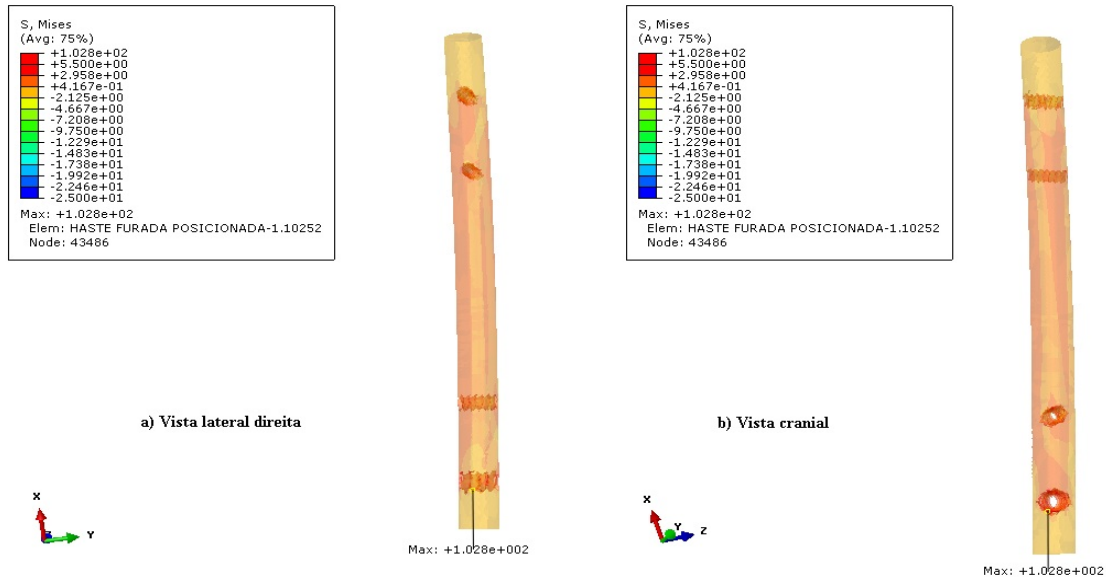 S, Mises
(Avg: 75%)
+1.028e+02
+5.500e+00
+2.958e+00
+4.167e-01
-2.125e+00
-4.667e+00
-7.208e+00
-9.750e+00
-1.229e+01
-1.483e+01
-1.738e+01
-1.992e+01
-2.246e+01
-2.500e+01
Max: +1.028e+02
Elem: HASTE FURADA POSICIONADA-1.10252
Node: 43486
a) Vista lateral direita
X
Z
Y
Max: +1.028e+002
S, Mises
(Avg: 75%)
+1.028e+02
+5.500e+00
+2.958e+00
+4.167e-01
-2.125e+00
-4.667e+00
-7.208e+00
-9.750e+00
-1.229e+01
-1.483e+01
-1.738e+01
-1.992e+01
-2.246e+01
-2.500e+01
Max: +1.028e+02
Elem: HASTE FURADA POSICIONADA-1.10252
Node: 43486
b) Vista cranial
X
Y
Z
Max: +1.028e+002